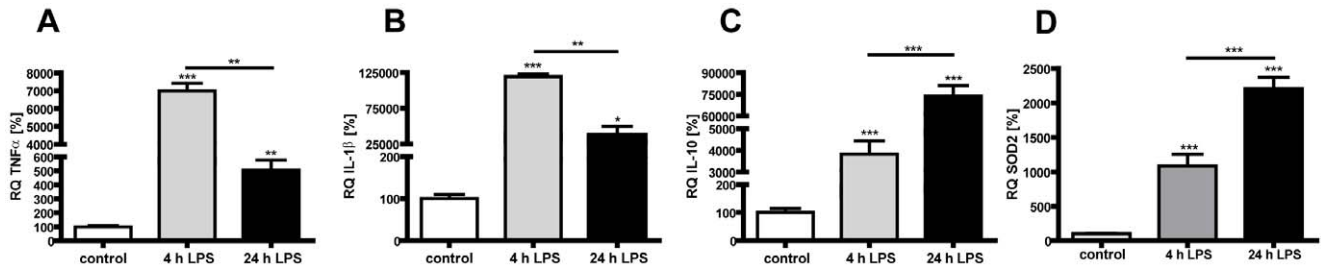 A
B
C
D
RQ TNFα [%]
8000
7000
6000
5000
4000
600
500
400
300
200
100
0
***
**
**
control
4 h LPS
24 h LPS
RQ IL-1β [%]
125000
75000
25000
200
100
0
***
**
*
control
4 h LPS
24 h LPS
RQ IL-10 [%]
90000
75000
60000
5000
4000
3000
200
100
0
***
***
***
control
4 h LPS
24 h LPS
RQ SOD2 [%]
2500
2000
1500
1000
500
0
***
***
***
control
4 h LPS
24 h LPS